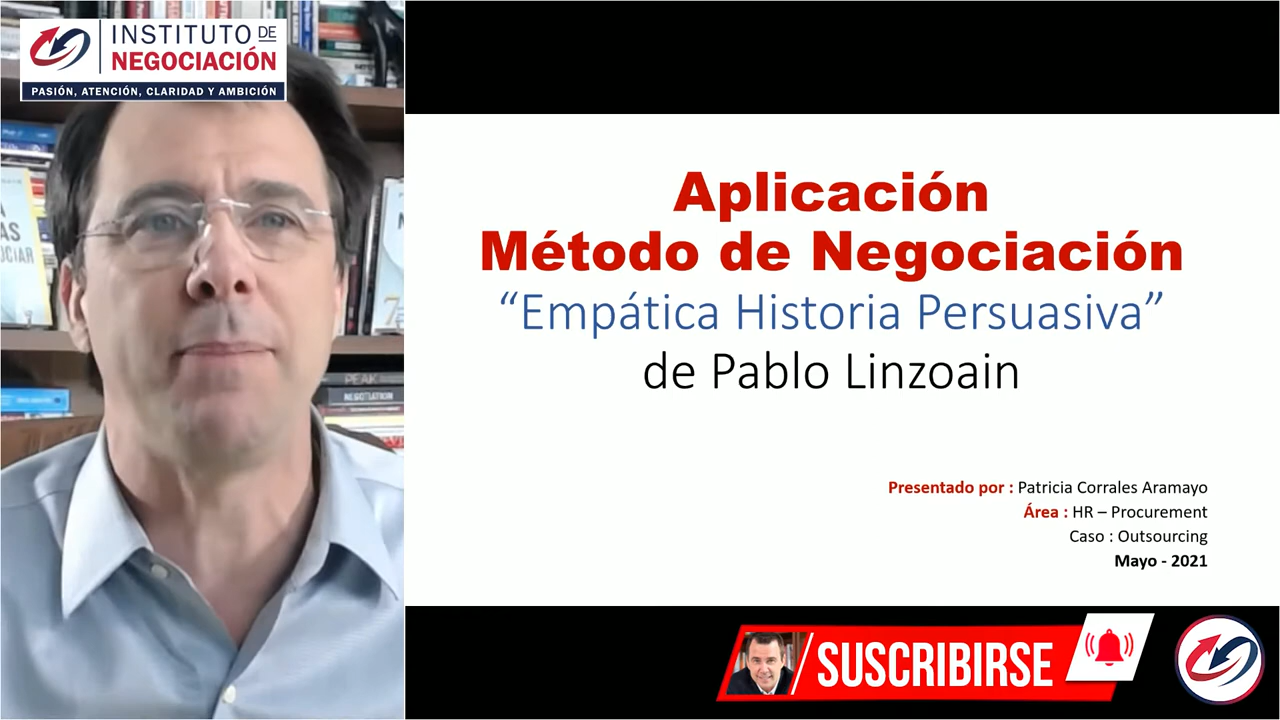 INSTITUTO DE
NEGOCIACIÓN
PASIÓN, ATENCIÓN, CLARIDAD Y AMBICIÓN
Aplicación
Método de Negociación
“Empática Historia Persuasiva”
de Pablo Linzoain
Presentado por : Patricia Corrales Aramayo
Área : HR – Procurement
Caso : Outsourcing
Mayo - 2021
PEAK
NEGOTIATION
SUSCRIBIRSE